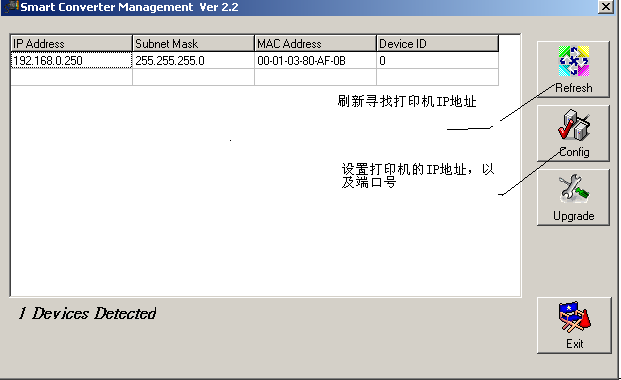 Smart Converter Management Ver 2.2
IP Address Subnet Mask MAC Address Device ID
192.168.0.250 255.255.255.0 00-01-03-80-AF-0B 0
Refresh
刷新寻找打印机IP地址
Config
设置打印机的IP地址，以
及端口号
Upgrade
1 Devices Detected
Exit